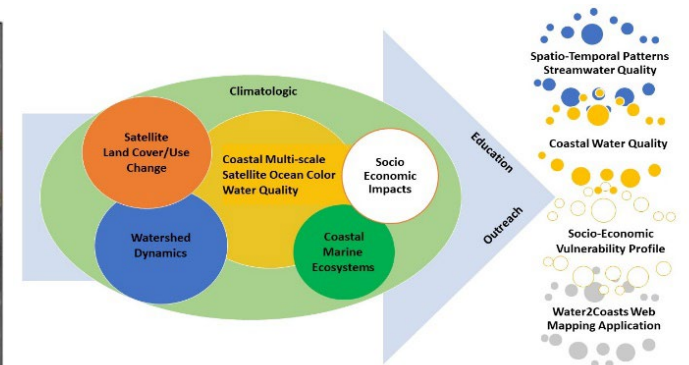 Climatologic
Satellite
Land Cover/Use
Change
Coastal Multi-scale
Satellite Ocean Color
Water Quality
Socio
Economic
Impacts
Watershed
Dynamics
Coastal
Marine
Ecosystems
Education
Outreach
Spatio-Temporal Patterns
Streamwater Quality
Coastal Water Quality
Socio-Economic
Vulnerability Profile
Water2Coasts Web
Mapping Application